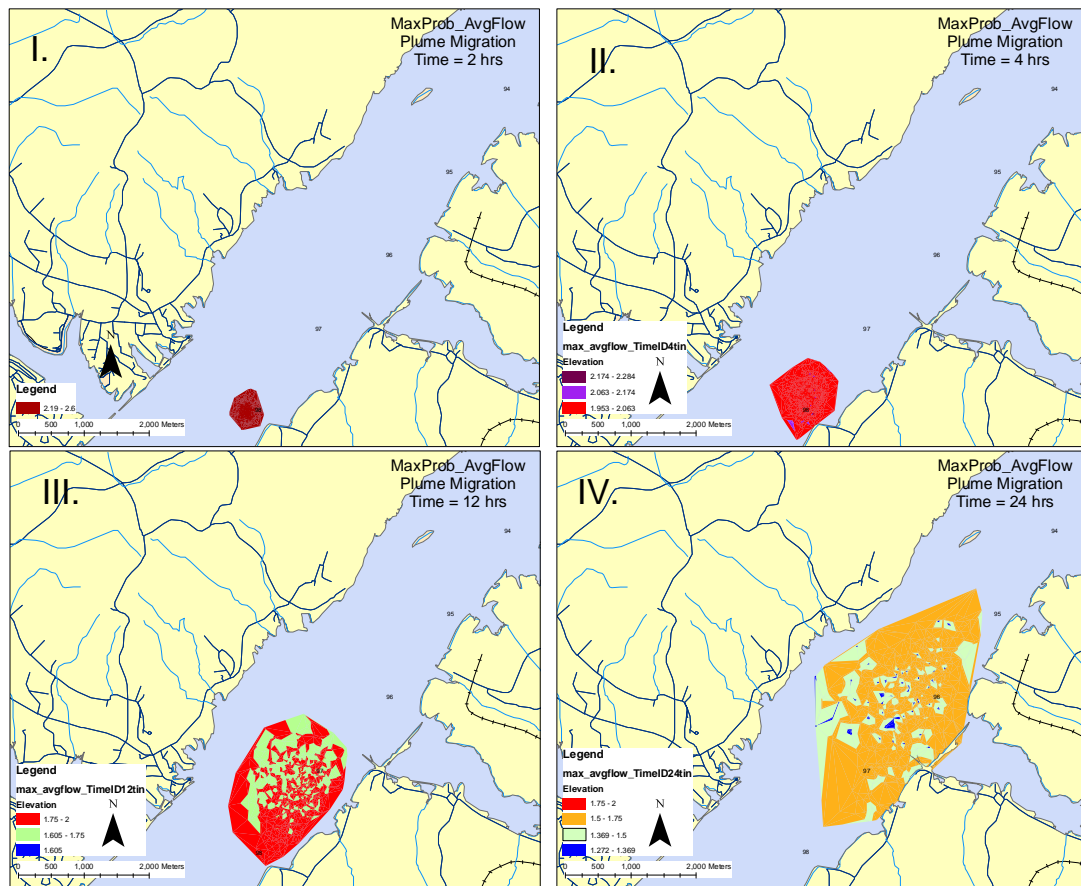 I.
MaxProb_AvgFlow
Plume Migration
Time = 2 hrs
94
95
96
97
98
N
Legend
2.19 - 2.6
0 500 1,000 2,000 Meters
II.
MaxProb_AvgFlow
Plume Migration
Time = 4 hrs
94
95
96
97
98
Legend
max_avgflow_TimeID4tin
Elevation
N
2.174 - 2.284
2.063 - 2.174
1.953 - 2.063
0 500 1,000 2,000 Meters
III.
MaxProb_AvgFlow
Plume Migration
Time = 12 hrs
94
95
96
98
Legend
max_avgflow_TimeID12tin
Elevation
N
1.75 - 2
1.605 - 1.75
1.605
0 500 1,000 2,000 Meters
IV.
MaxProb_AvgFlow
Plume Migration
Time = 24 hrs
94
95
96
97
98
Legend
max_avgflow_TimeID24tin
Elevation
N
1.75 - 2
1.5 - 1.75
1.369 - 1.5
1.272 - 1.369
0 500 1,000 2,000 Meters